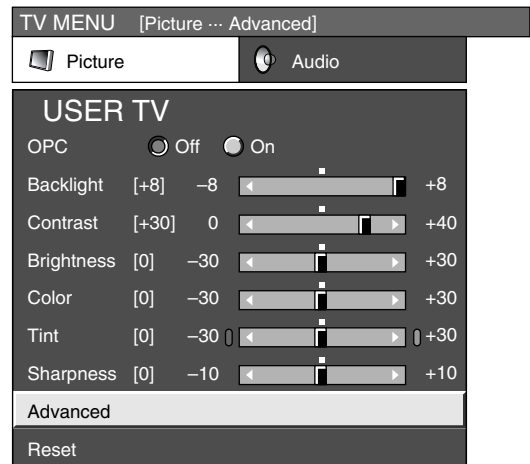 TV MENU [Picture ··· Advanced]
Picture Audio
USER TV
OPC Off On
Backlight [+8] –8 +8
Contrast [+30] 0 +40
Brightness [0] –30 +30
Color [0] –30 +30
Tint [0] –30 +30
Sharpness [0] –10 +10
Advanced
Reset